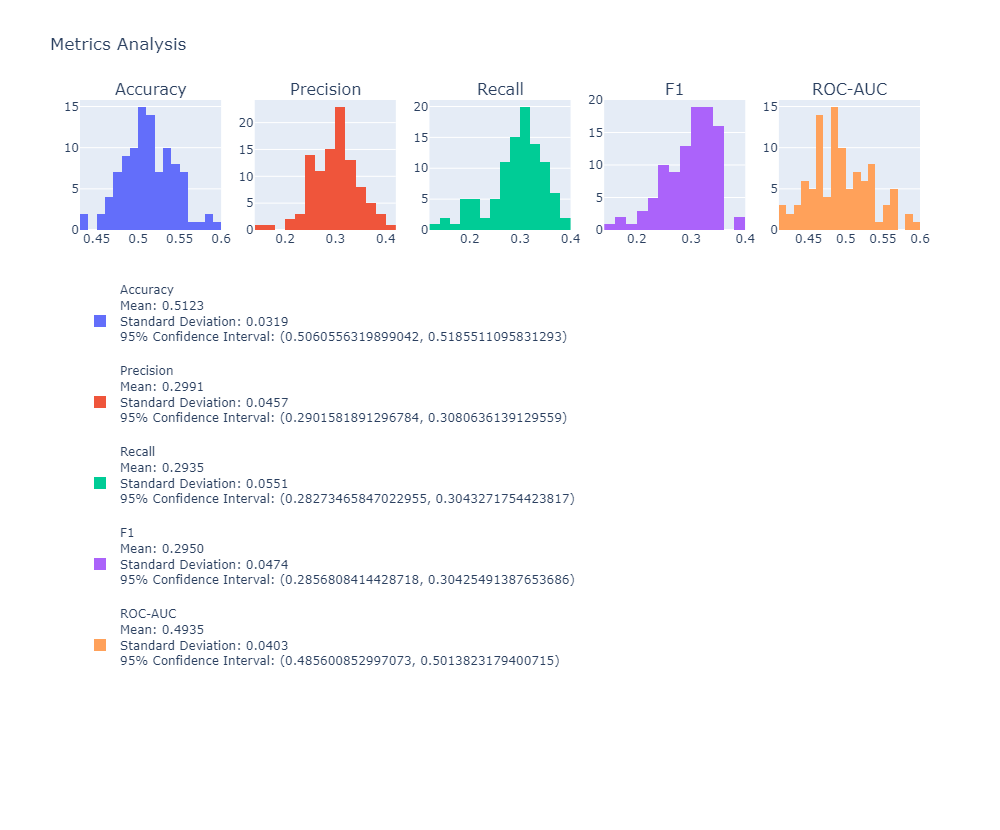 Metrics Analysis
Accuracy Precision Recall F1 ROC-AUC
15
10
5
0
0.45 0.5 0.55 0.6
20
15
10
5
0
0.2 0.3 0.4
20
15
10
5
0
0.2 0.3 0.4
20
15
10
5
0
0.2 0.3 0.4
15
10
5
0
0.45 0.5 0.55 0.6
Accuracy
Mean: 0.5123
Standard Deviation: 0.0319
95% Confidence Interval: (0.5060556319899042, 0.5185511095831293)
Precision
Mean: 0.2991
Standard Deviation: 0.0457
95% Confidence Interval: (0.2901581891296784, 0.3080636139129559)
Recall
Mean: 0.2935
Standard Deviation: 0.0551
95% Confidence Interval: (0.28273465847022955, 0.3043271754423817)
F1
Mean: 0.2950
Standard Deviation: 0.0474
95% Confidence Interval: (0.2856808414428718, 0.30425491387653686)
ROC-AUC
Mean: 0.4935
Standard Deviation: 0.0403
95% Confidence Interval: (0.485600852997073, 0.5013823179400715)